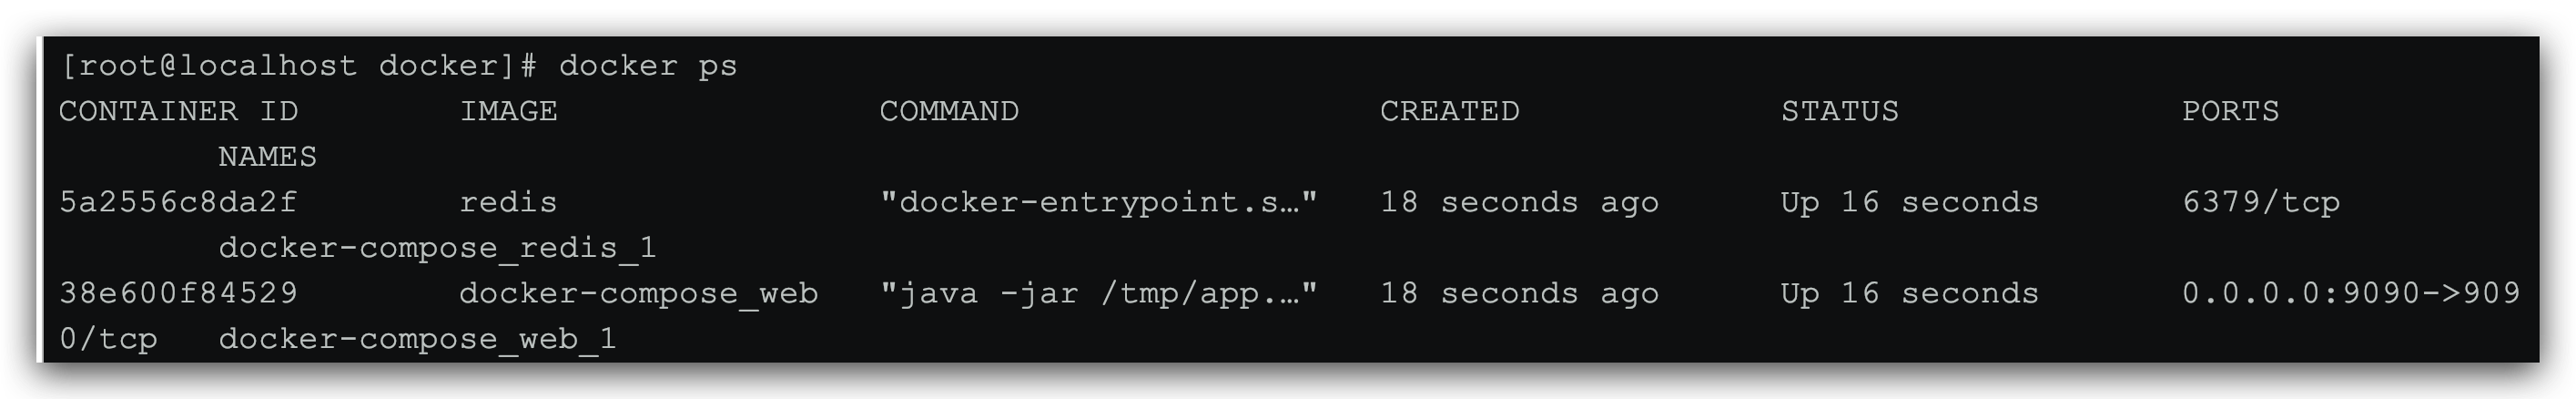 [root@localhost docker]# docker ps
CONTAINER ID        IMAGE                COMMAND                  CREATED             STATUS              PORTS
        NAMES
5a2556c8da2f        redis                "docker-entrypoint.s…"   18 seconds ago      Up 16 seconds       6379/tcp
        docker-compose_redis_1
38e600f84529        docker-compose_web   "java -jar /tmp/app.…"   18 seconds ago      Up 16 seconds       0.0.0.0:9090->909
0/tcp   docker-compose_web_1